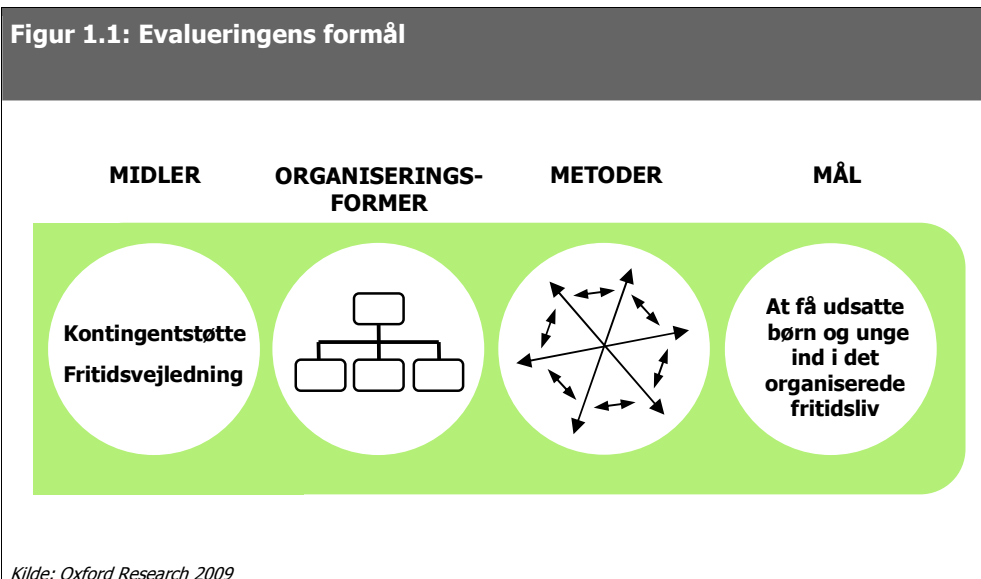 Figur 1.1: Evalueringens formål
MIDLER
ORGANISERINGS-
FORMER
METODER
MÅL
Kontingentstøtte
Fritidsvejledning
At få udsatte
børn og unge
ind i det
organiserede
fritidsliv
Kilde: Oxford Research 2009